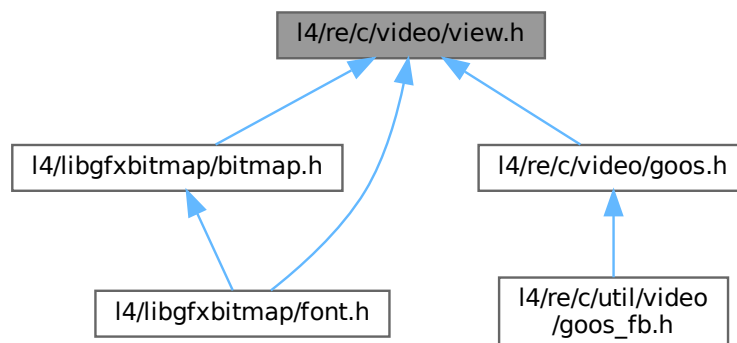 l4/re/c/video/view.h
l4/libgfxbitmap/bitmap.h
l4/re/c/video/goos.h
l4/libgfxbitmap/font.h
l4/re/c/util/video
/goos_fb.h